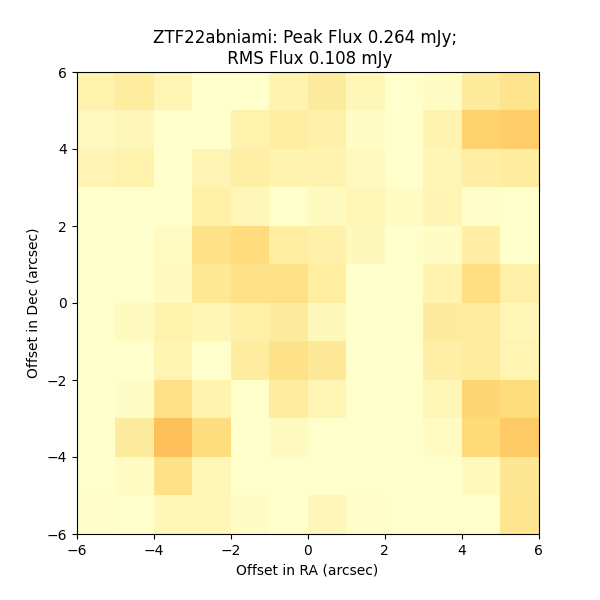 ZTF22abniami: Peak Flux 0.264 mJy;
RMS Flux 0.108 mJy
6
4
2
0
−2
−4
−6
Offset in Dec (arcsec)
−6 −4 −2 0 2 4 6
Offset in RA (arcsec)